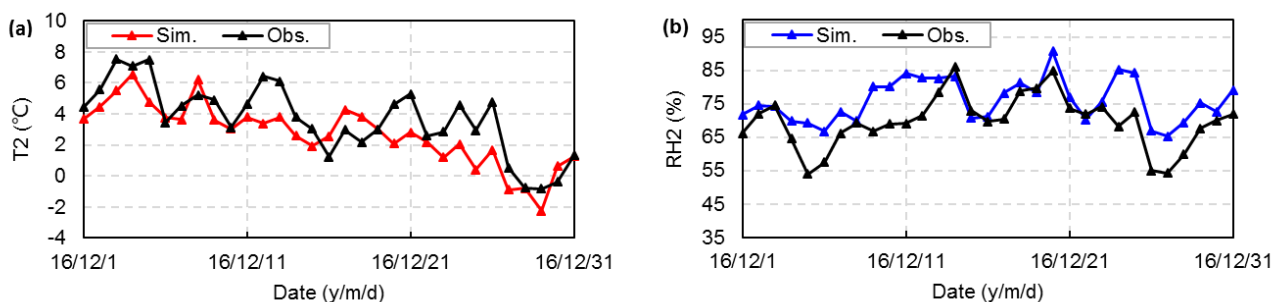 (a)
T2 (°C)
10
8
6
4
2
0
-2
-4
Sim.
Obs.
16/12/1
16/12/11
16/12/21
16/12/31
Date (y/m/d)
(b)
RH2 (%)
95
85
75
65
55
45
35
Sim.
Obs.
16/12/1
16/12/11
16/12/21
16/12/31
Date (y/m/d)